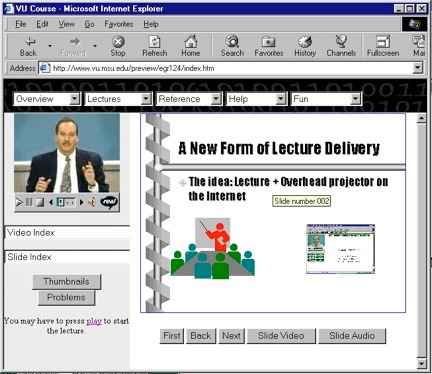 VU Course - Microsoft Internet Explorer
File Edit View Go Favorites Help
Back Forward Stop Refresh Home Search Favorites History Channels Fullscreen Mai
Address http://www.vu.msu.edu/preview/egr124/index.htm
Overview Lectures Reference Help Fun
A New Form of Lecture Delivery
The idea: Lecture + Overhead projector on
the Internet
Slide number 002
real
Video Index
Slide Index
Thumbnails
Problems
You may have to press play to start
the lecture.
First Back Next Slide Video Slide Audio